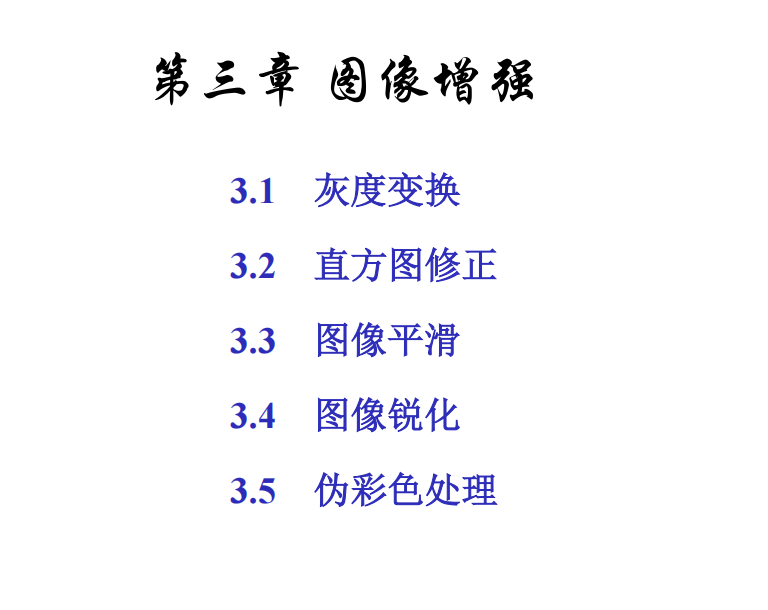 第三章 图像增强
3.1 灰度变换
3.2 直方图修正
3.3 图像平滑
3.4 图像锐化
3.5 伪彩色处理